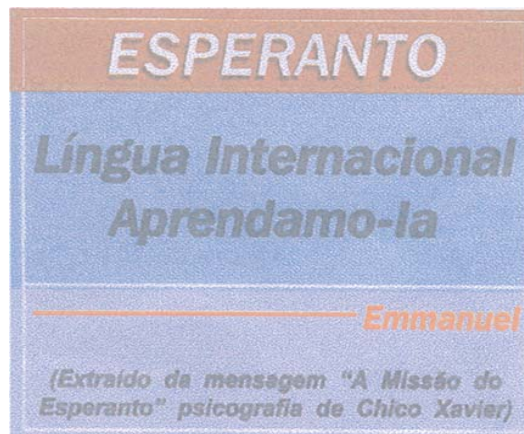 ESPERANTO
Língua Internacional
Aprendamo-la
Emmanuel
(Extraído da mensagem “A Missão do
Esperanto” psicografia de Chico Xavier)